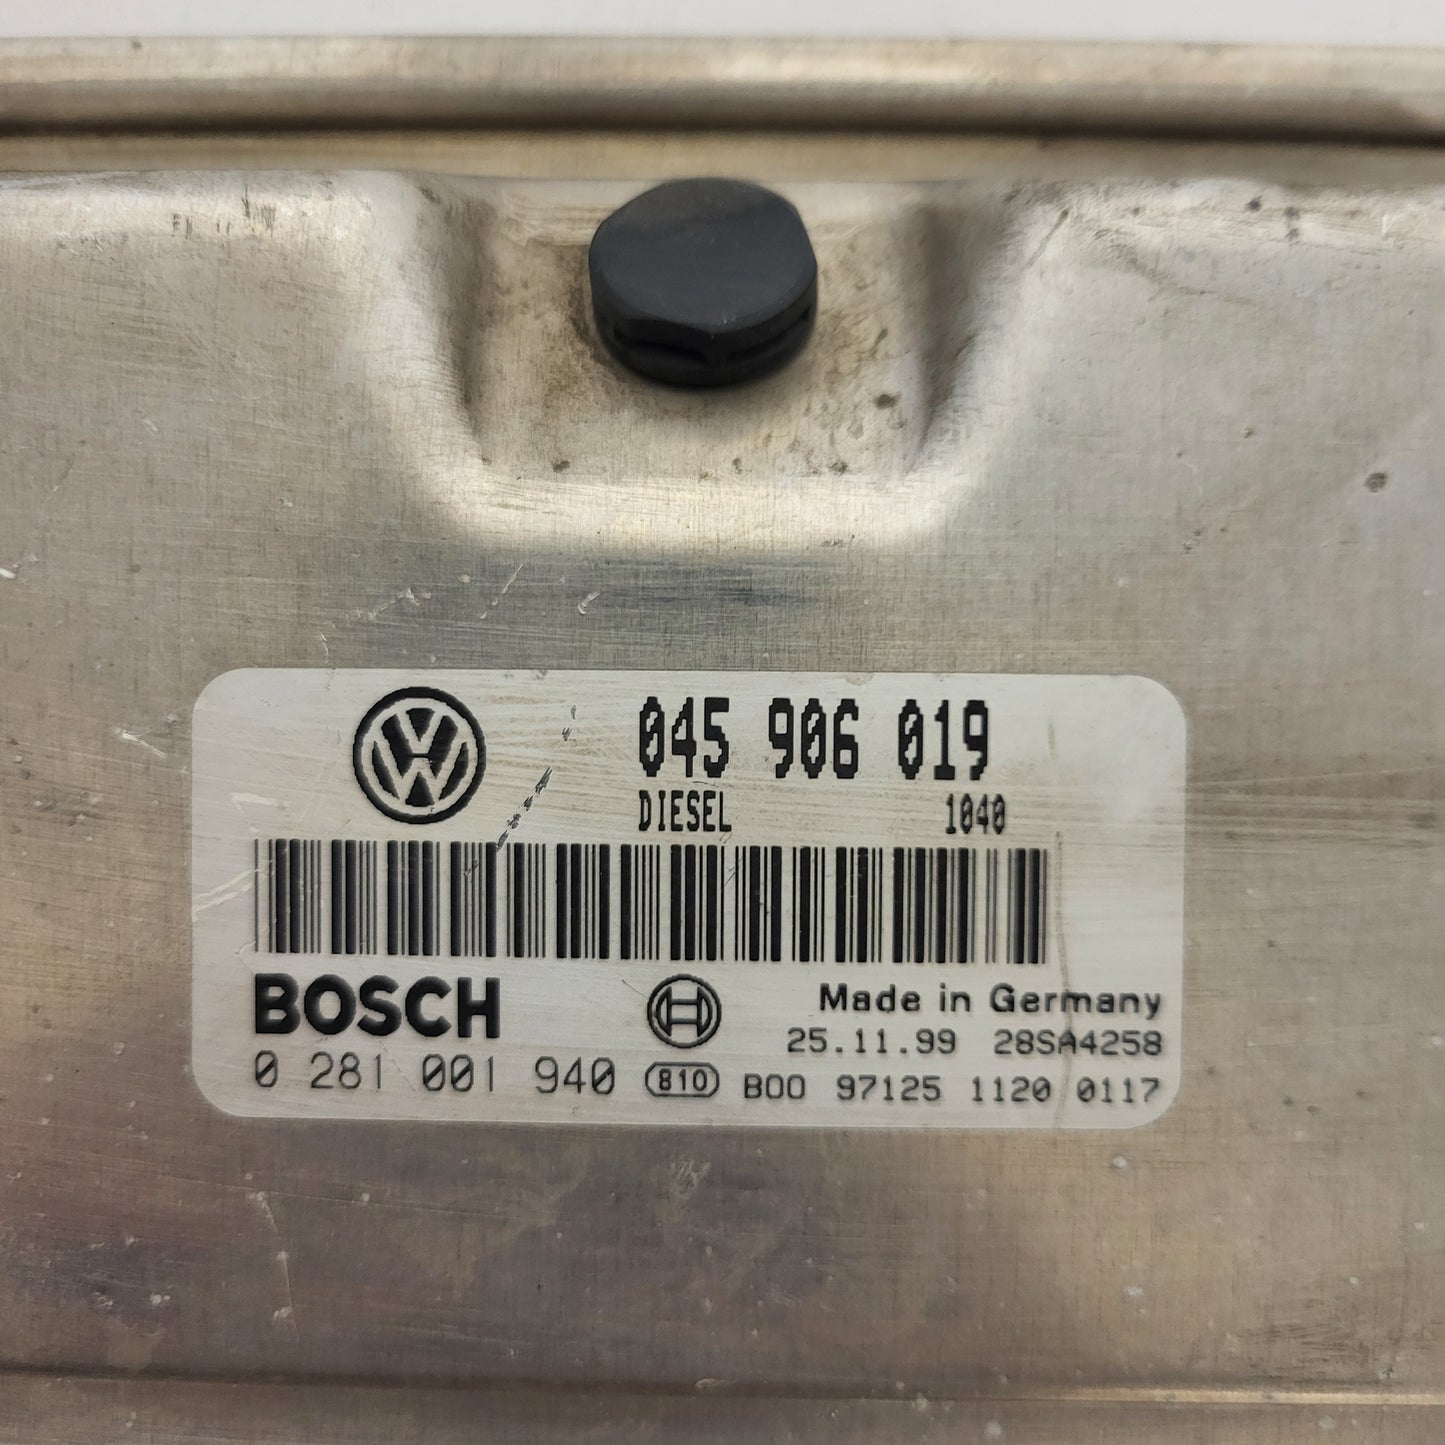 VW 045 906 019
DIESEL 1040
BOSCH Made in Germany
25.11.99 28SA4258
0 281 001 940 810 B00 97125 1120 0117